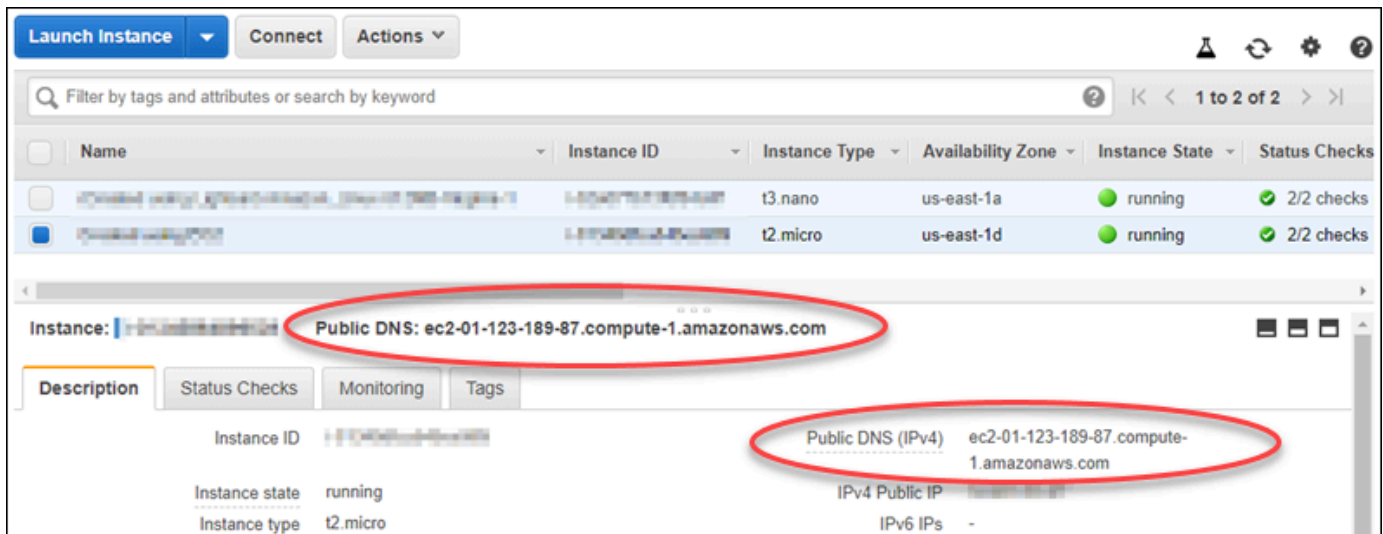 Launch Instance Connect Actions
Filter by tags and attributes or search by keyword 1 to 2 of 2
Name Instance ID Instance Type Availability Zone Instance State Status Checks
t3.nano us-east-1a running 2/2 checks
t2.micro us-east-1d running 2/2 checks
Instance: Public DNS: ec2-01-123-189-87.compute-1.amazonaws.com
Description Status Checks Monitoring Tags
Instance ID Public DNS (IPv4) ec2-01-123-189-87.compute-
1.amazonaws.com
Instance state running IPv4 Public IP
Instance type t2.micro IPv6 IPs -